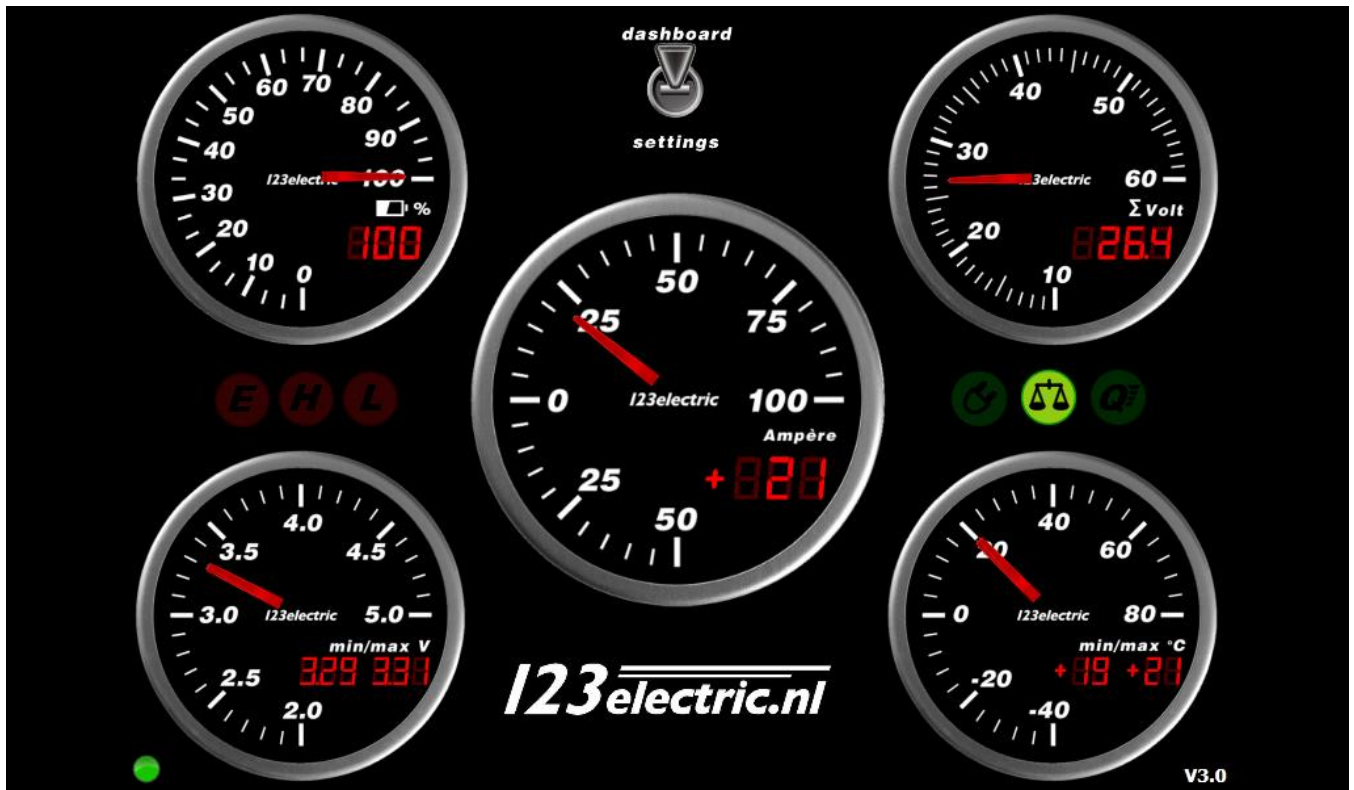 dashboard
settings
0
10
20
30
40
50
60
70
80
90
100
123electric
%
100
10
20
30
40
50
60
123electric
Σ Volt
26.4
50
25
0
25
50
75
100
123electric
Ampère
+ 21
E H L
Q
2.0
2.5
3.0
3.5
4.0
4.5
5.0
123electric
min/max V
3.29 3.31
-40
-20
0
20
40
60
80
123electric
min/max °C
+19 +21
123electric.nl
V3.0